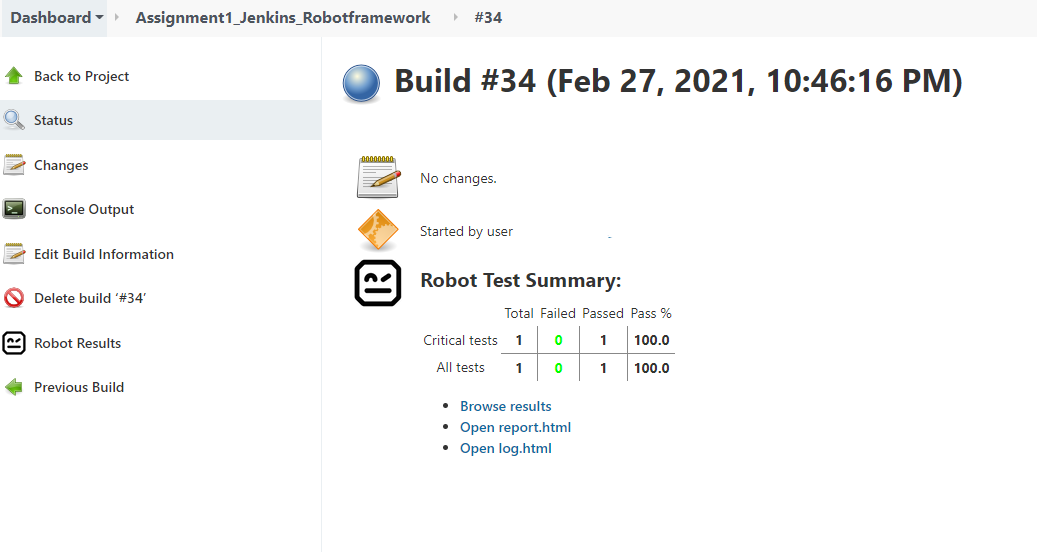 Dashboard Assignment1_Jenkins_Robotframework #34
Back to Project
Status
Changes
Console Output
Edit Build Information
Delete build ‘#34’
Robot Results
Previous Build
Build #34 (Feb 27, 2021, 10:46:16 PM)
No changes.
Started by user
Robot Test Summary:
Total Failed Passed Pass %
Critical tests 1 0 1 100.0
All tests 1 0 1 100.0
Browse results
Open report.html
Open log.html